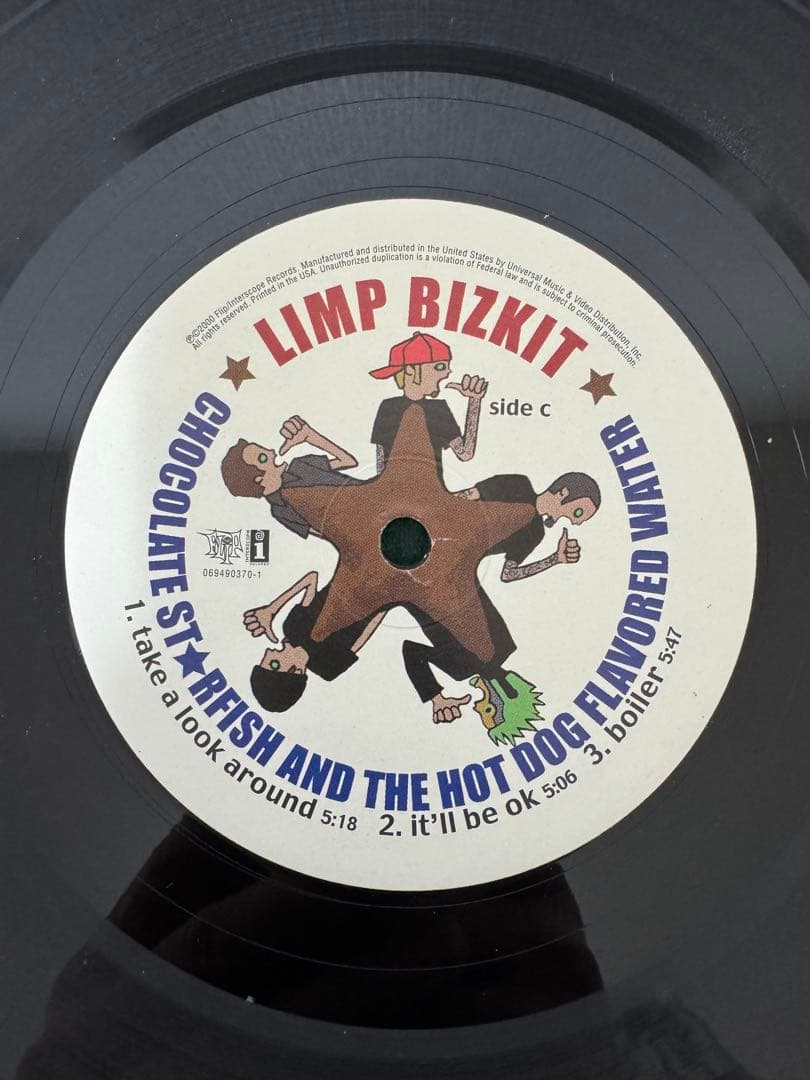 ℗©2000 Flip/Interscope Records. Manufactured and distributed in the United States by Universal Music & Video Distribution, Inc.
All rights reserved. Printed in the USA. Unauthorized duplication is a violation of Federal law and is subject to criminal prosecution.
LIMP BIZKIT
side c
CHOCOLATE ST★RFISH AND THE HOT DOG FLAVORED WATER
FLIP
INTERSCOPE
RECORDS
069490370-1
1. take a look around 5:18
2. it'll be ok 5:06
3. boiler 5:47